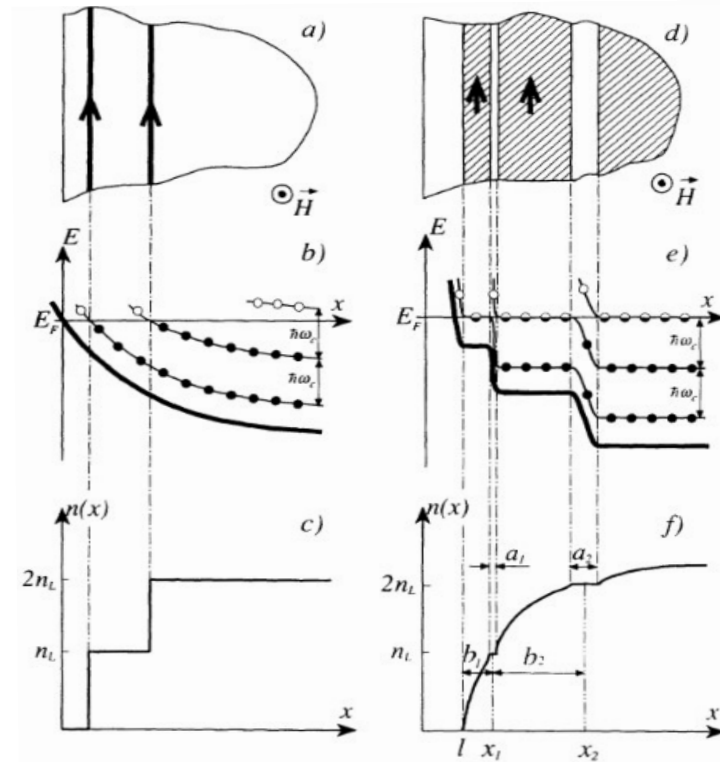 a)
H
b)
E
x
E_F
ħω_c
ħω_c
c)
n(x)
2n_L
n_L
x
d)
H
e)
E
x
E_F
ħω_c
ħω_c
f)
n(x)
a_1
a_2
2n_L
n_L
b_1
b_2
x
l
x_1
x_2